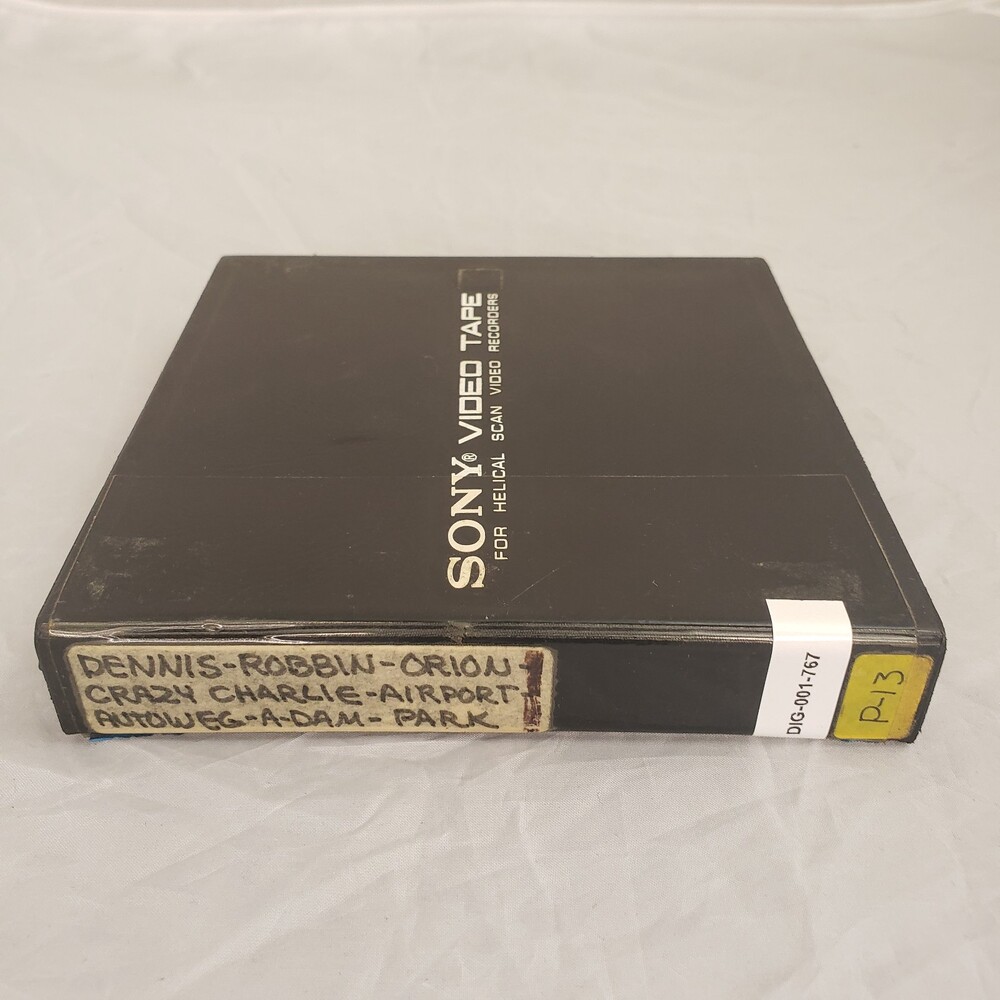 SONY® VIDEO TAPE
FOR HELICAL SCAN VIDEO RECORDERS
DENNIS-ROBBIN-ORION-
CRAZY CHARLIE-AIRPORT-
AUTOWEG-A-DAM-PARK
DIG-001-767
P-13